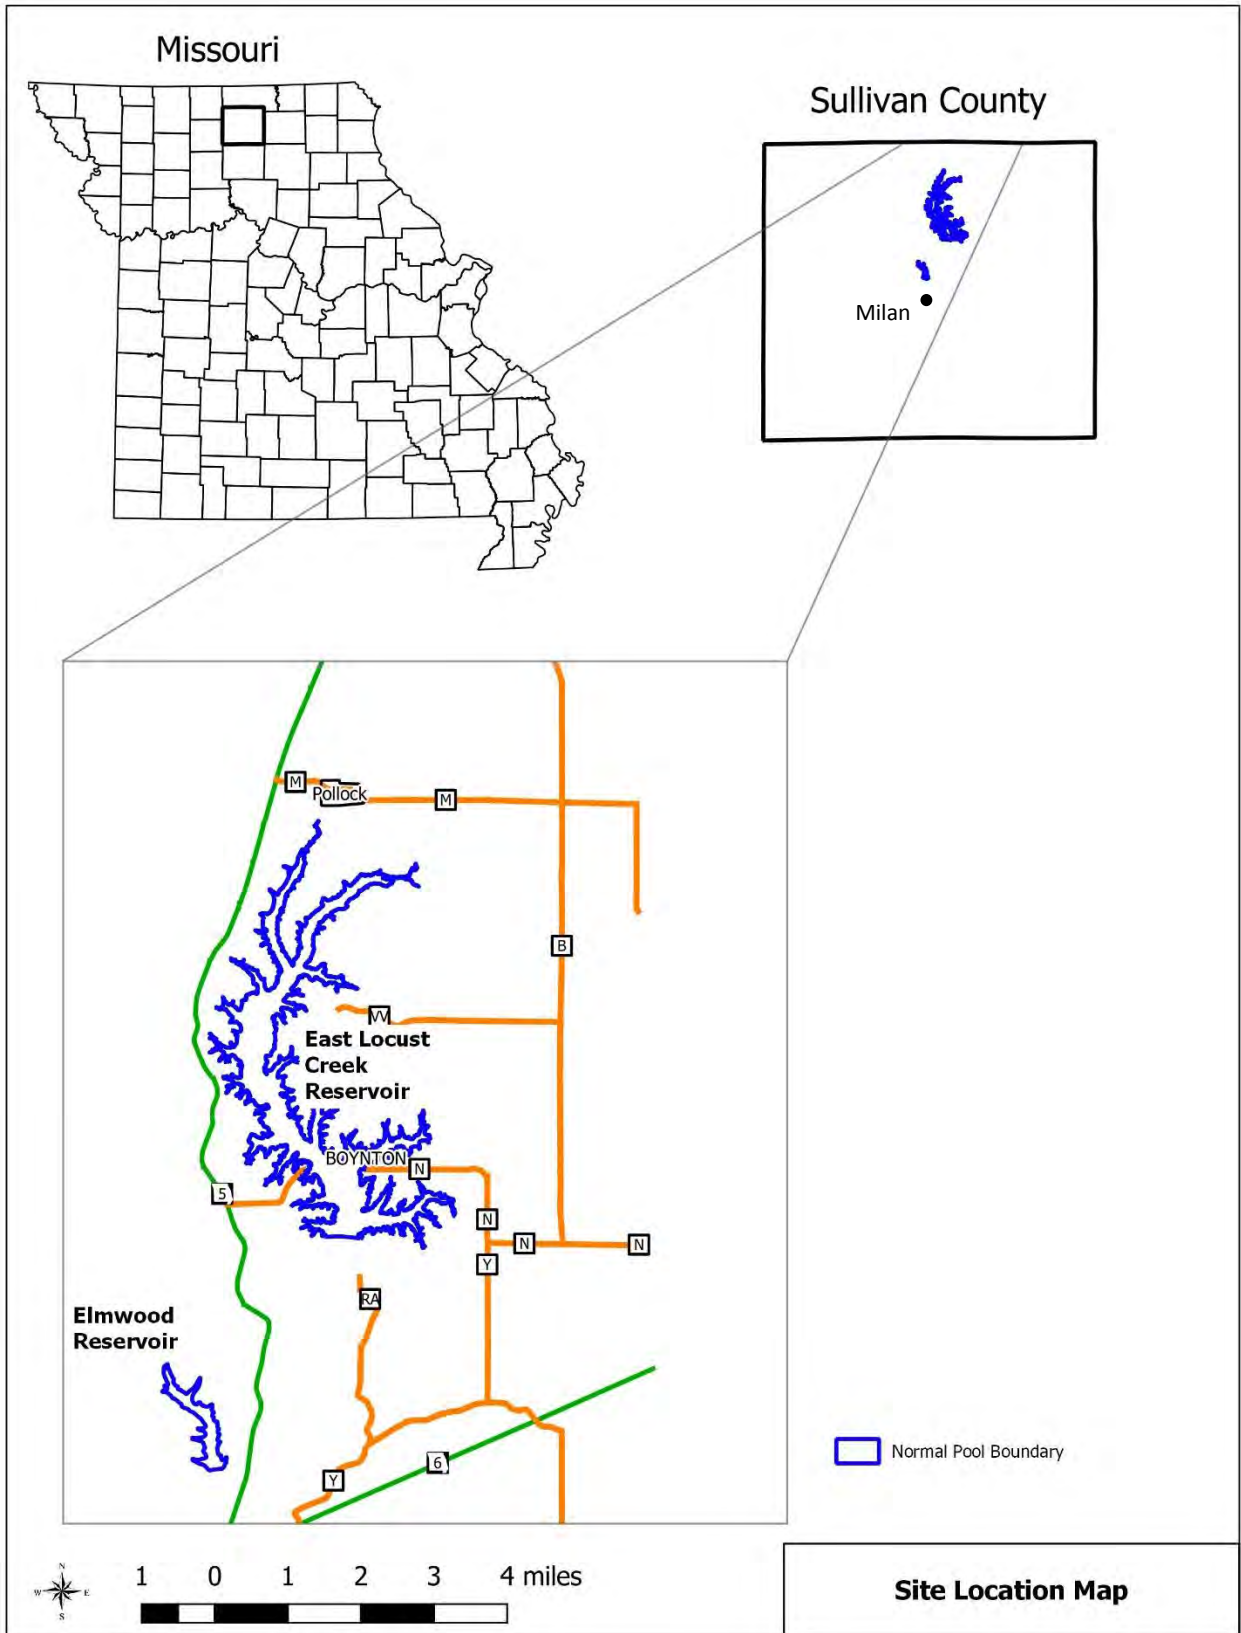 Missouri
Sullivan County
Milan
M
Pollock
M
B
W
East Locust
Creek
Reservoir
BOYNTON
N
5
N
N
N
Y
RA
Elmwood
Reservoir
6
Y
Normal Pool Boundary
N
W
E
S
1 0 1 2 3 4 miles
Site Location Map